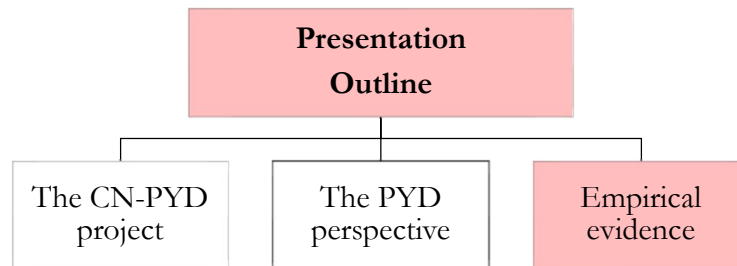 Presentation
Outline
The CN-PYD
project
The PYD
perspective
Empirical
evidence